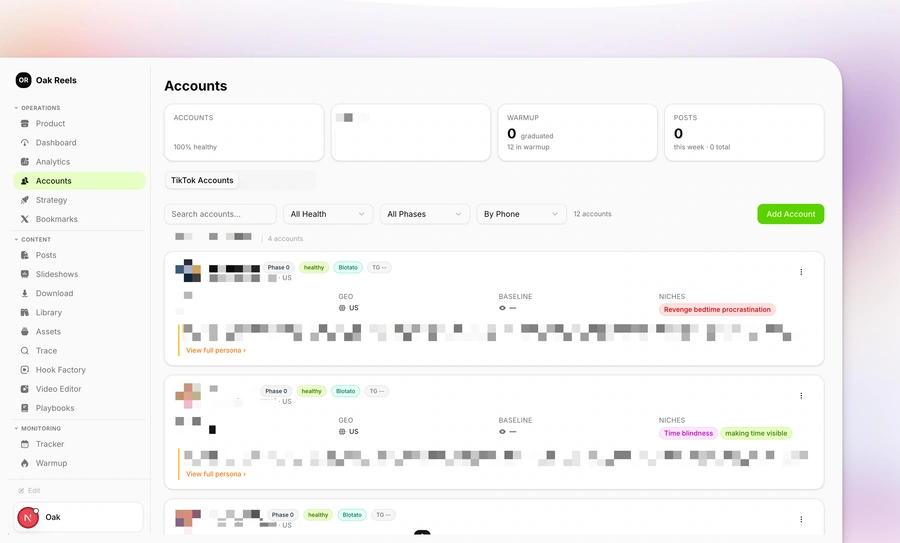 OR Oak Reels
OPERATIONS
Product
Dashboard
Analytics
Accounts
Strategy
Bookmarks
CONTENT
Posts
Slideshows
Download
Library
Assets
Trace
Hook Factory
Video Editor
Playbooks
MONITORING
Tracker
Warmup
Edit
Oak
Accounts
ACCOUNTS
100% healthy
WARMUP
0 graduated
12 in warmup
POSTS
0
this week · 0 total
TikTok Accounts
Search accounts...
All Health
All Phases
By Phone
12 accounts
Add Account
4 accounts
Phase 0 healthy Blotato TG --
· US
GEO
US
BASELINE
—
NICHES
Revenge bedtime procrastination
View full persona ›
Phase 0 healthy Blotato TG --
· US
GEO
US
BASELINE
—
NICHES
Time blindness making time visible
View full persona ›
Phase 0 healthy Blotato TG --
· US